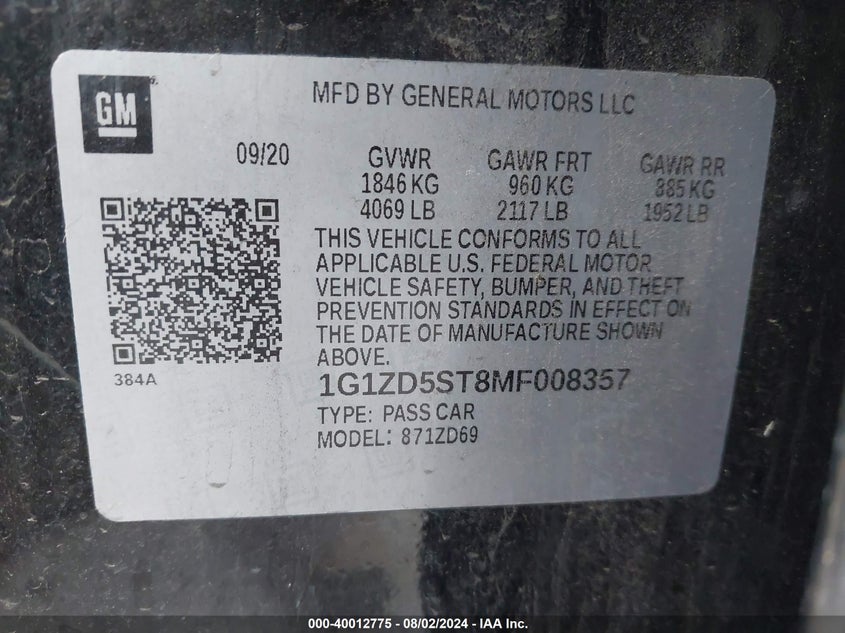 GM
MFD BY GENERAL MOTORS LLC
09/20 GVWR GAWR FRT GAWR RR
1846 KG 960 KG 885 KG
4069 LB 2117 LB 1952 LB
THIS VEHICLE CONFORMS TO ALL
APPLICABLE U.S. FEDERAL MOTOR
VEHICLE SAFETY, BUMPER, AND THEFT
PREVENTION STANDARDS IN EFFECT ON
THE DATE OF MANUFACTURE SHOWN
ABOVE.
384A
1G1ZD5ST8MF008357
TYPE: PASS CAR
MODEL: 871ZD69
000-40012775 - 08/02/2024 - IAA Inc.